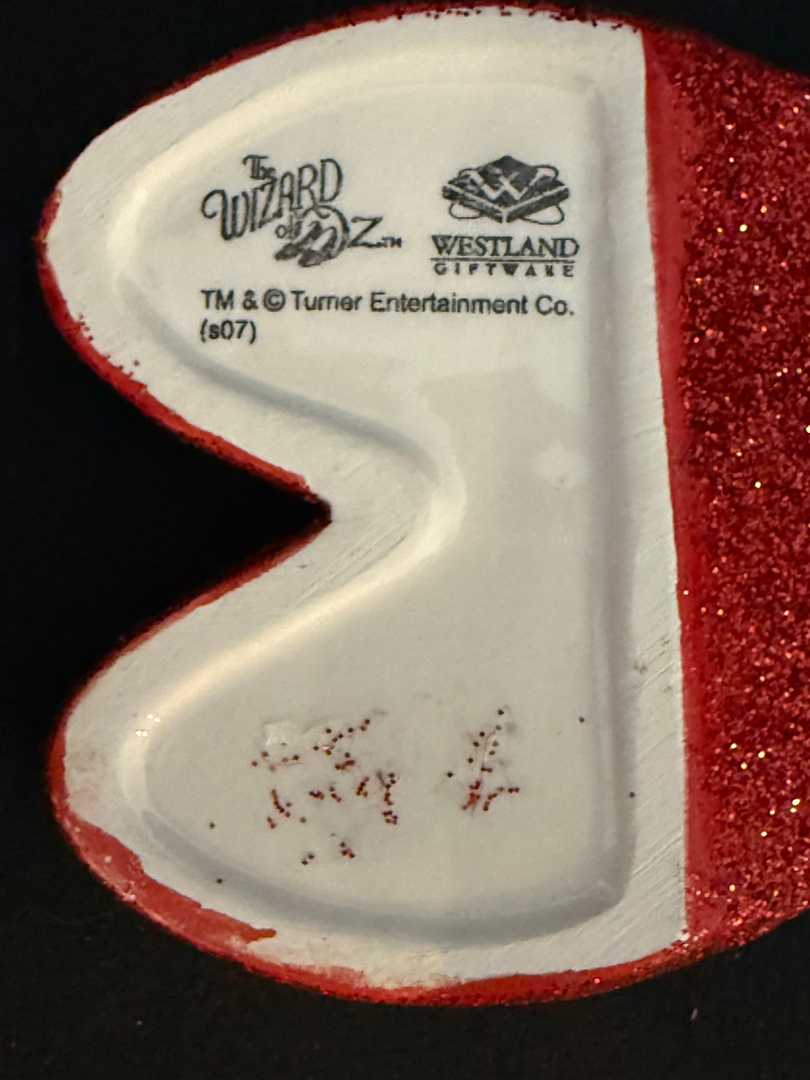 The
WIZARD
of OZ™
W
WESTLAND
GIFTWARE
TM & © Turner Entertainment Co.
(s07)